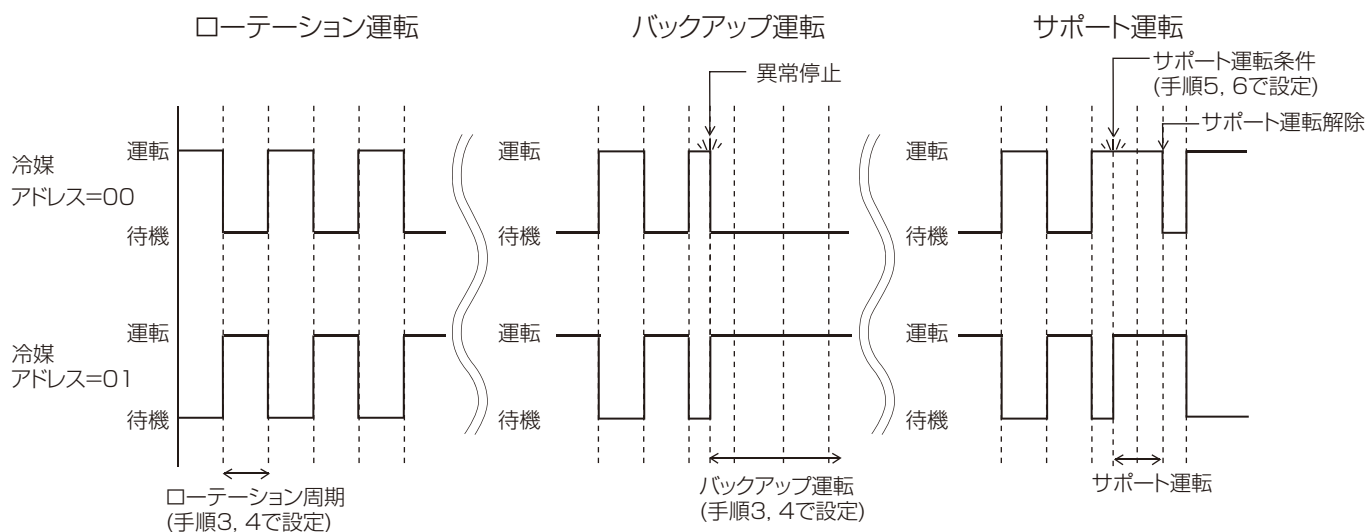 ローテーション運転
バックアップ運転
サポート運転
異常停止
サポート運転条件
(手順5, 6で設定)
サポート運転解除
冷媒
アドレス=00
運転
待機
運転
待機
運転
待機
冷媒
アドレス=01
運転
待機
運転
待機
運転
待機
ローテーション周期
(手順3, 4で設定)
バックアップ運転
(手順3, 4で設定)
サポート運転